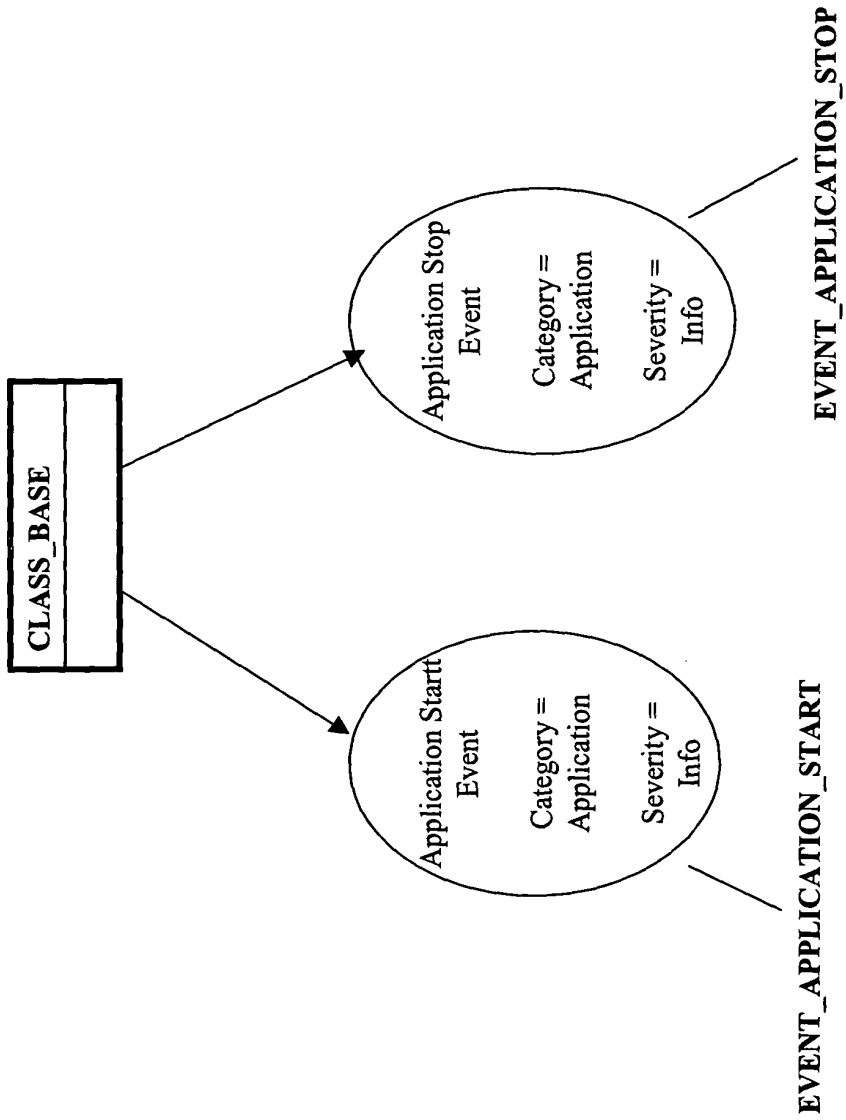 CLASS_BASE
Application Startt
Event
Category =
Application
Severity =
Info
EVENT_APPLICATION_START
Application Stop
Event
Category =
Application
Severity =
Info
EVENT_APPLICATION_STOP